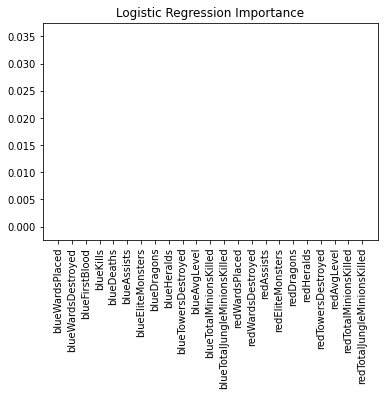 Logistic Regression Importance
0.035
0.030
0.025
0.020
0.015
0.010
0.005
0.000
blueWardsPlaced
blueWardsDestroyed
blueFirstBlood
blueKills
blueDeaths
blueAssists
blueEliteMonsters
blueDragons
blueHeralds
blueTowersDestroyed
blueAvgLevel
blueTotalMinionsKilled
blueTotalJungleMinionsKilled
redWardsPlaced
redWardsDestroyed
redAssists
redEliteMonsters
redDragons
redHeralds
redTowersDestroyed
redAvgLevel
redTotalMinionsKilled
redTotalJungleMinionsKilled